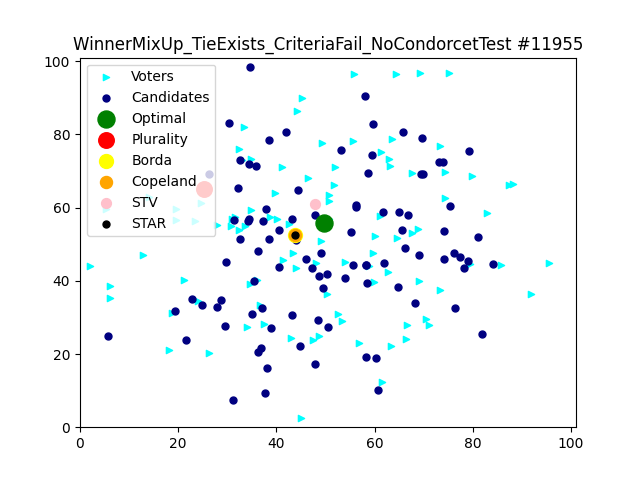 WinnerMixUp_TieExists_CriteriaFail_NoCondorcetTest #11955
100
80
60
40
20
0
Voters
Candidates
Optimal
Plurality
Borda
Copeland
STV
STAR
0 20 40 60 80 100